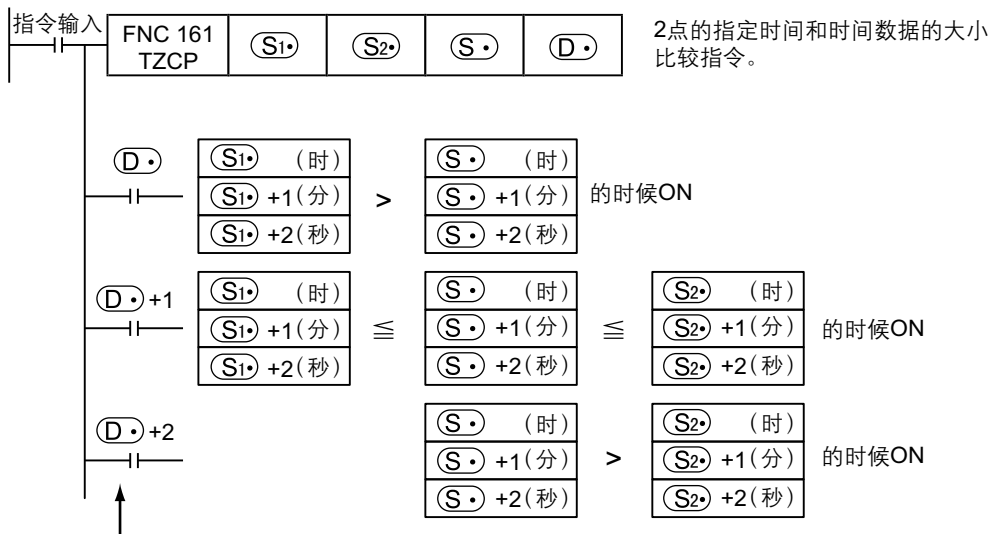 指令输入
FNC 161
TZCP
S1・
S2・
S・
D・
2点的指定时间和时间数据的大小
比较指令。
D・
S1・ (时)
S1・ +1(分)
S1・ +2(秒)
>
S・ (时)
S・ +1(分)
S・ +2(秒)
的时候ON
D・ +1
S1・ (时)
S1・ +1(分)
S1・ +2(秒)
≦
S・ (时)
S・ +1(分)
S・ +2(秒)
≦
S2・ (时)
S2・ +1(分)
S2・ +2(秒)
的时候ON
D・ +2
S・ (时)
S・ +1(分)
S・ +2(秒)
>
S2・ (时)
S2・ +1(分)
S2・ +2(秒)
的时候ON